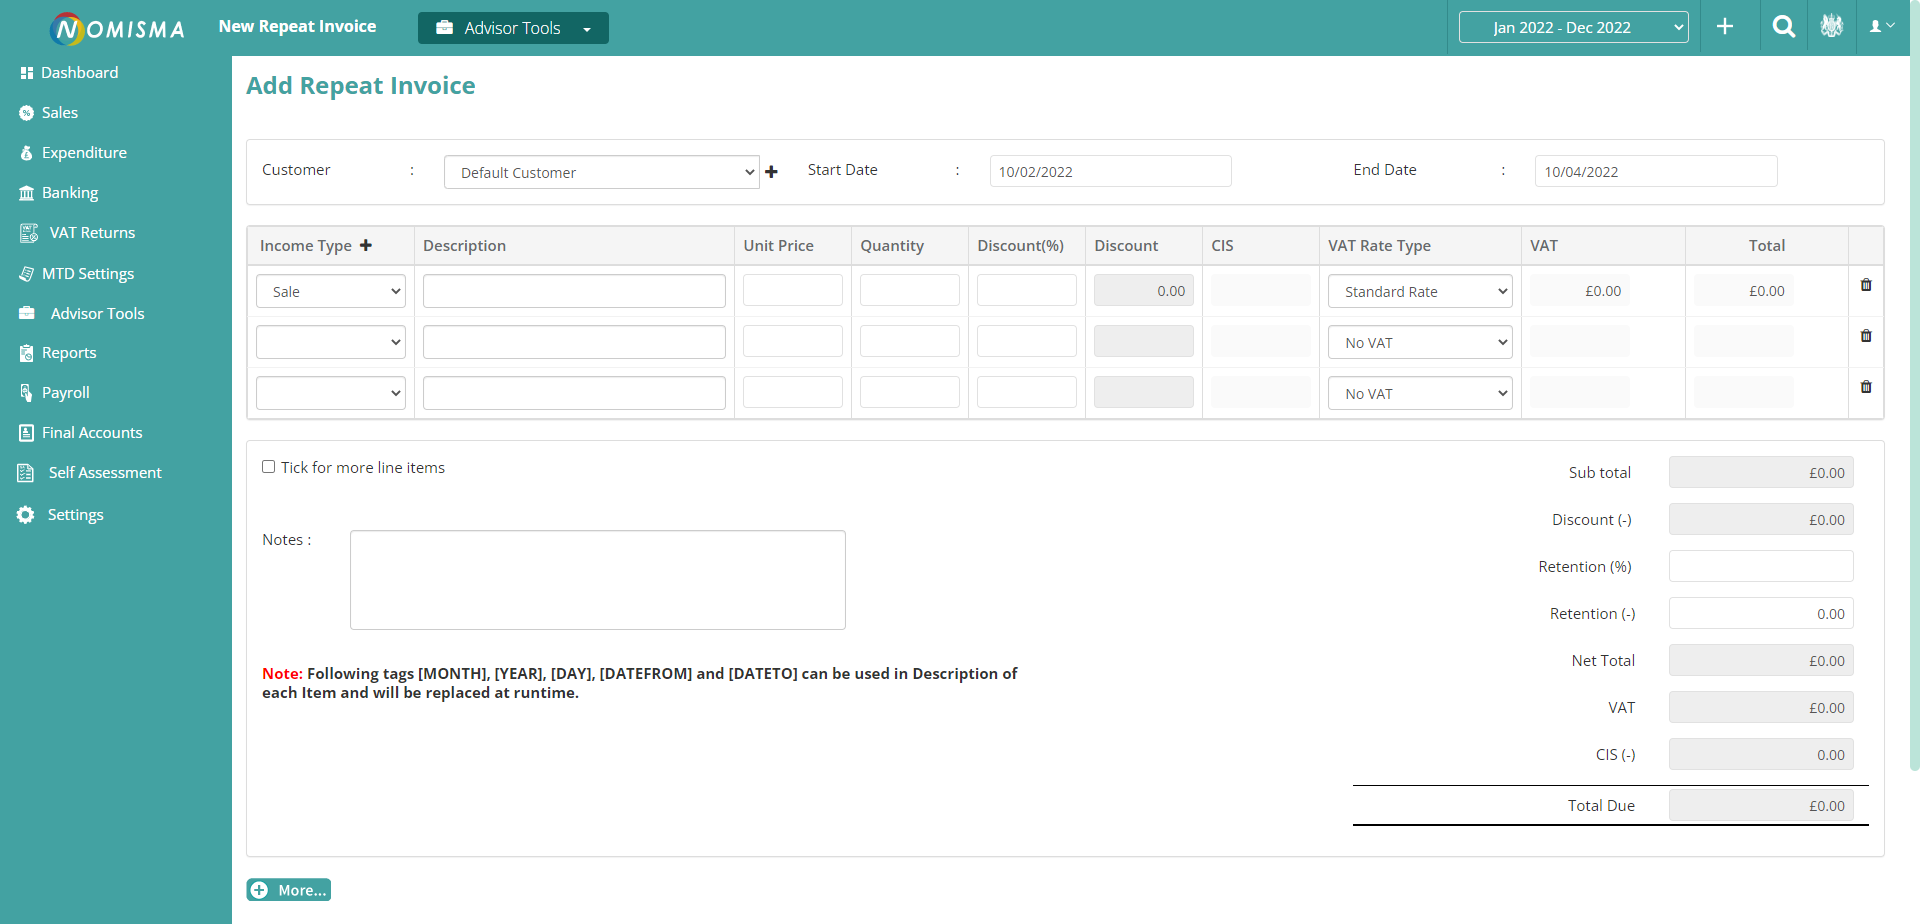 NOMISMA New Repeat Invoice Advisor Tools Jan 2022 - Dec 2022
Dashboard
Sales
Expenditure
Banking
VAT Returns
MTD Settings
Advisor Tools
Reports
Payroll
Final Accounts
Self Assessment
Settings
Add Repeat Invoice
Customer : Default Customer Start Date : 10/02/2022 End Date : 10/04/2022
Income Type Description Unit Price Quantity Discount(%) Discount CIS VAT Rate Type VAT Total
Sale 0.00 Standard Rate £0.00 £0.00
No VAT
No VAT
Tick for more line items
Notes :
Note: Following tags [MONTH], [YEAR], [DAY], [DATEFROM] and [DATETO] can be used in Description of
each Item and will be replaced at runtime.
Sub total £0.00
Discount (-) £0.00
Retention (%)
Retention (-) 0.00
Net Total £0.00
VAT £0.00
CIS (-) 0.00
Total Due £0.00
More...